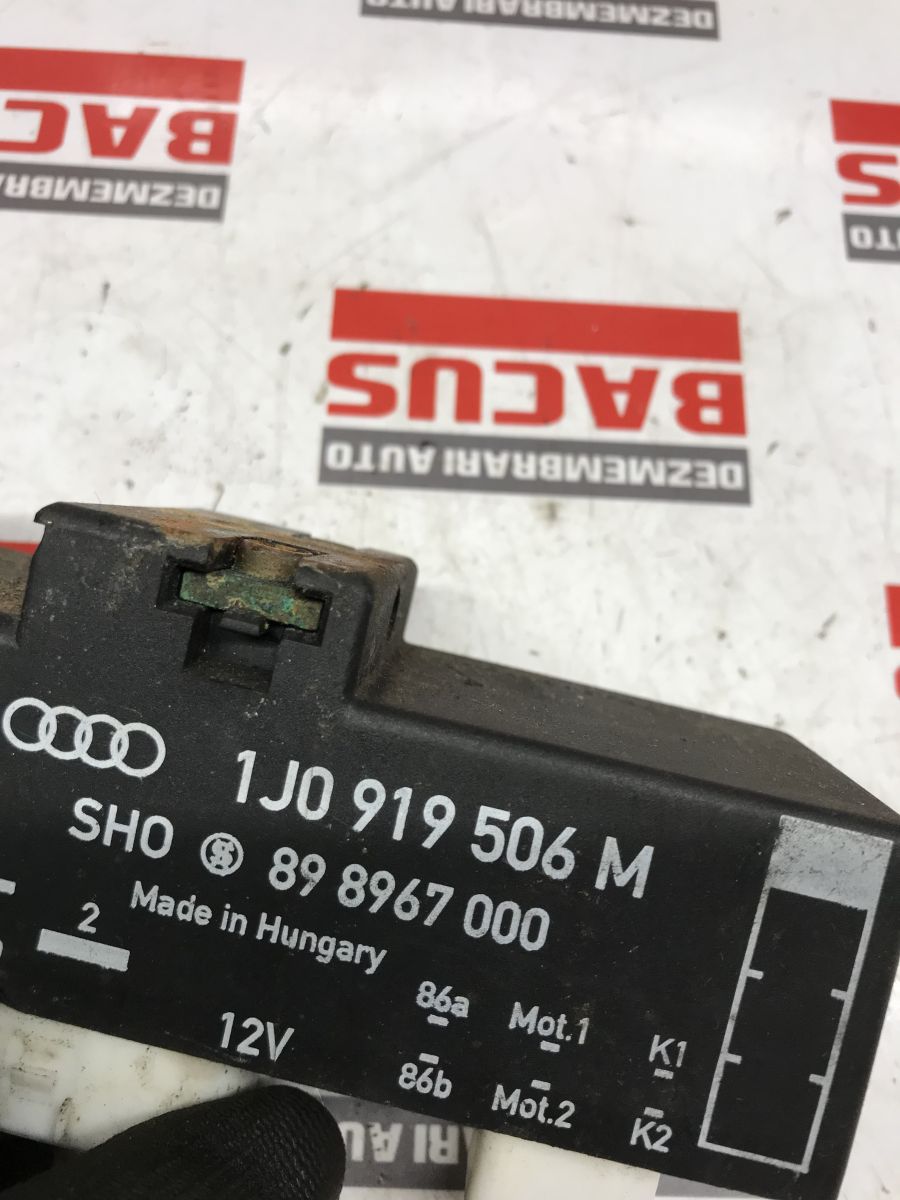 DEZMEMBRARI AUTO
BACUS
DEZMEMBRARI
BACUS
DEZMEMBRARI AUTO
1J0 919 506 M
SHO 89 8967 000
Made in Hungary
2
12V
86a Mot.1 K1
86b Mot.2 K2